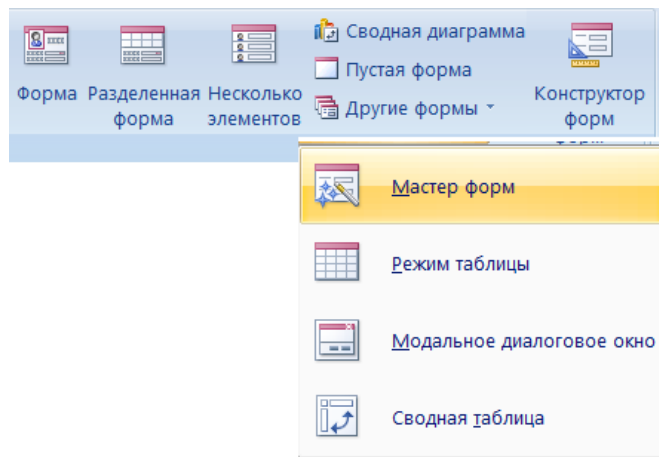 Форма
Разделенная форма
Несколько элементов
Сводная диаграмма
Пустая форма
Другие формы
Конструктор форм
Мастер форм
Режим таблицы
Модальное диалоговое окно
Сводная таблица